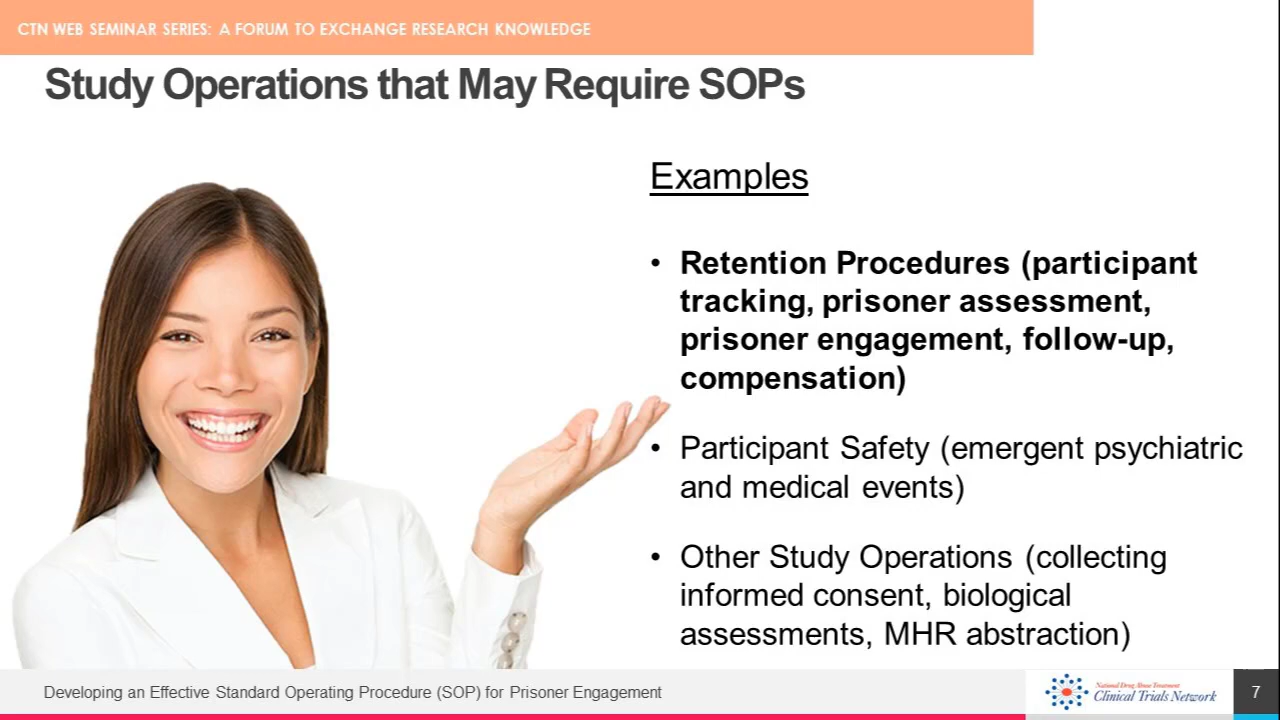 CTN WEB SEMINAR SERIES: A FORUM TO EXCHANGE RESEARCH KNOWLEDGE
Study Operations that May Require SOPs
Examples
• Retention Procedures (participant
tracking, prisoner assessment,
prisoner engagement, follow-up,
compensation)
• Participant Safety (emergent psychiatric
and medical events)
• Other Study Operations (collecting
informed consent, biological
assessments, MHR abstraction)
Developing an Effective Standard Operating Procedure (SOP) for Prisoner Engagement
National Drug Abuse Treatment
Clinical Trials Network
7